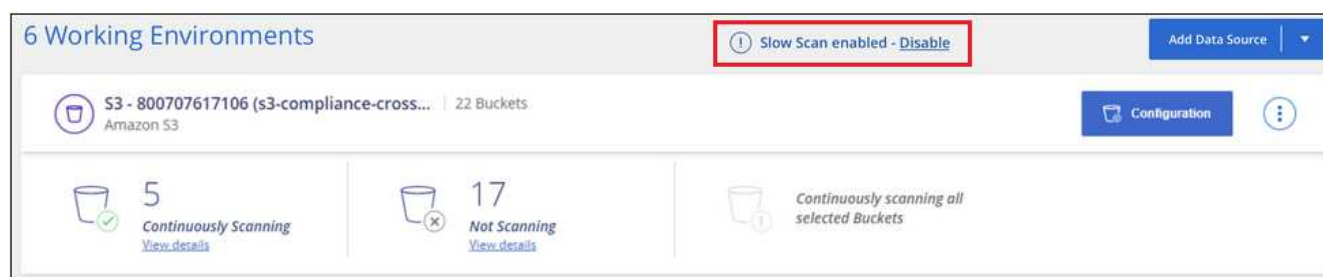 6 Working Environments
Slow Scan enabled - Disable
Add Data Source
S3 - 800707617106 (s3-compliance-cross... | 22 Buckets
Amazon S3
Configuration
5
Continuously Scanning
View details
17
Not Scanning
View details
Continuously scanning all
selected Buckets